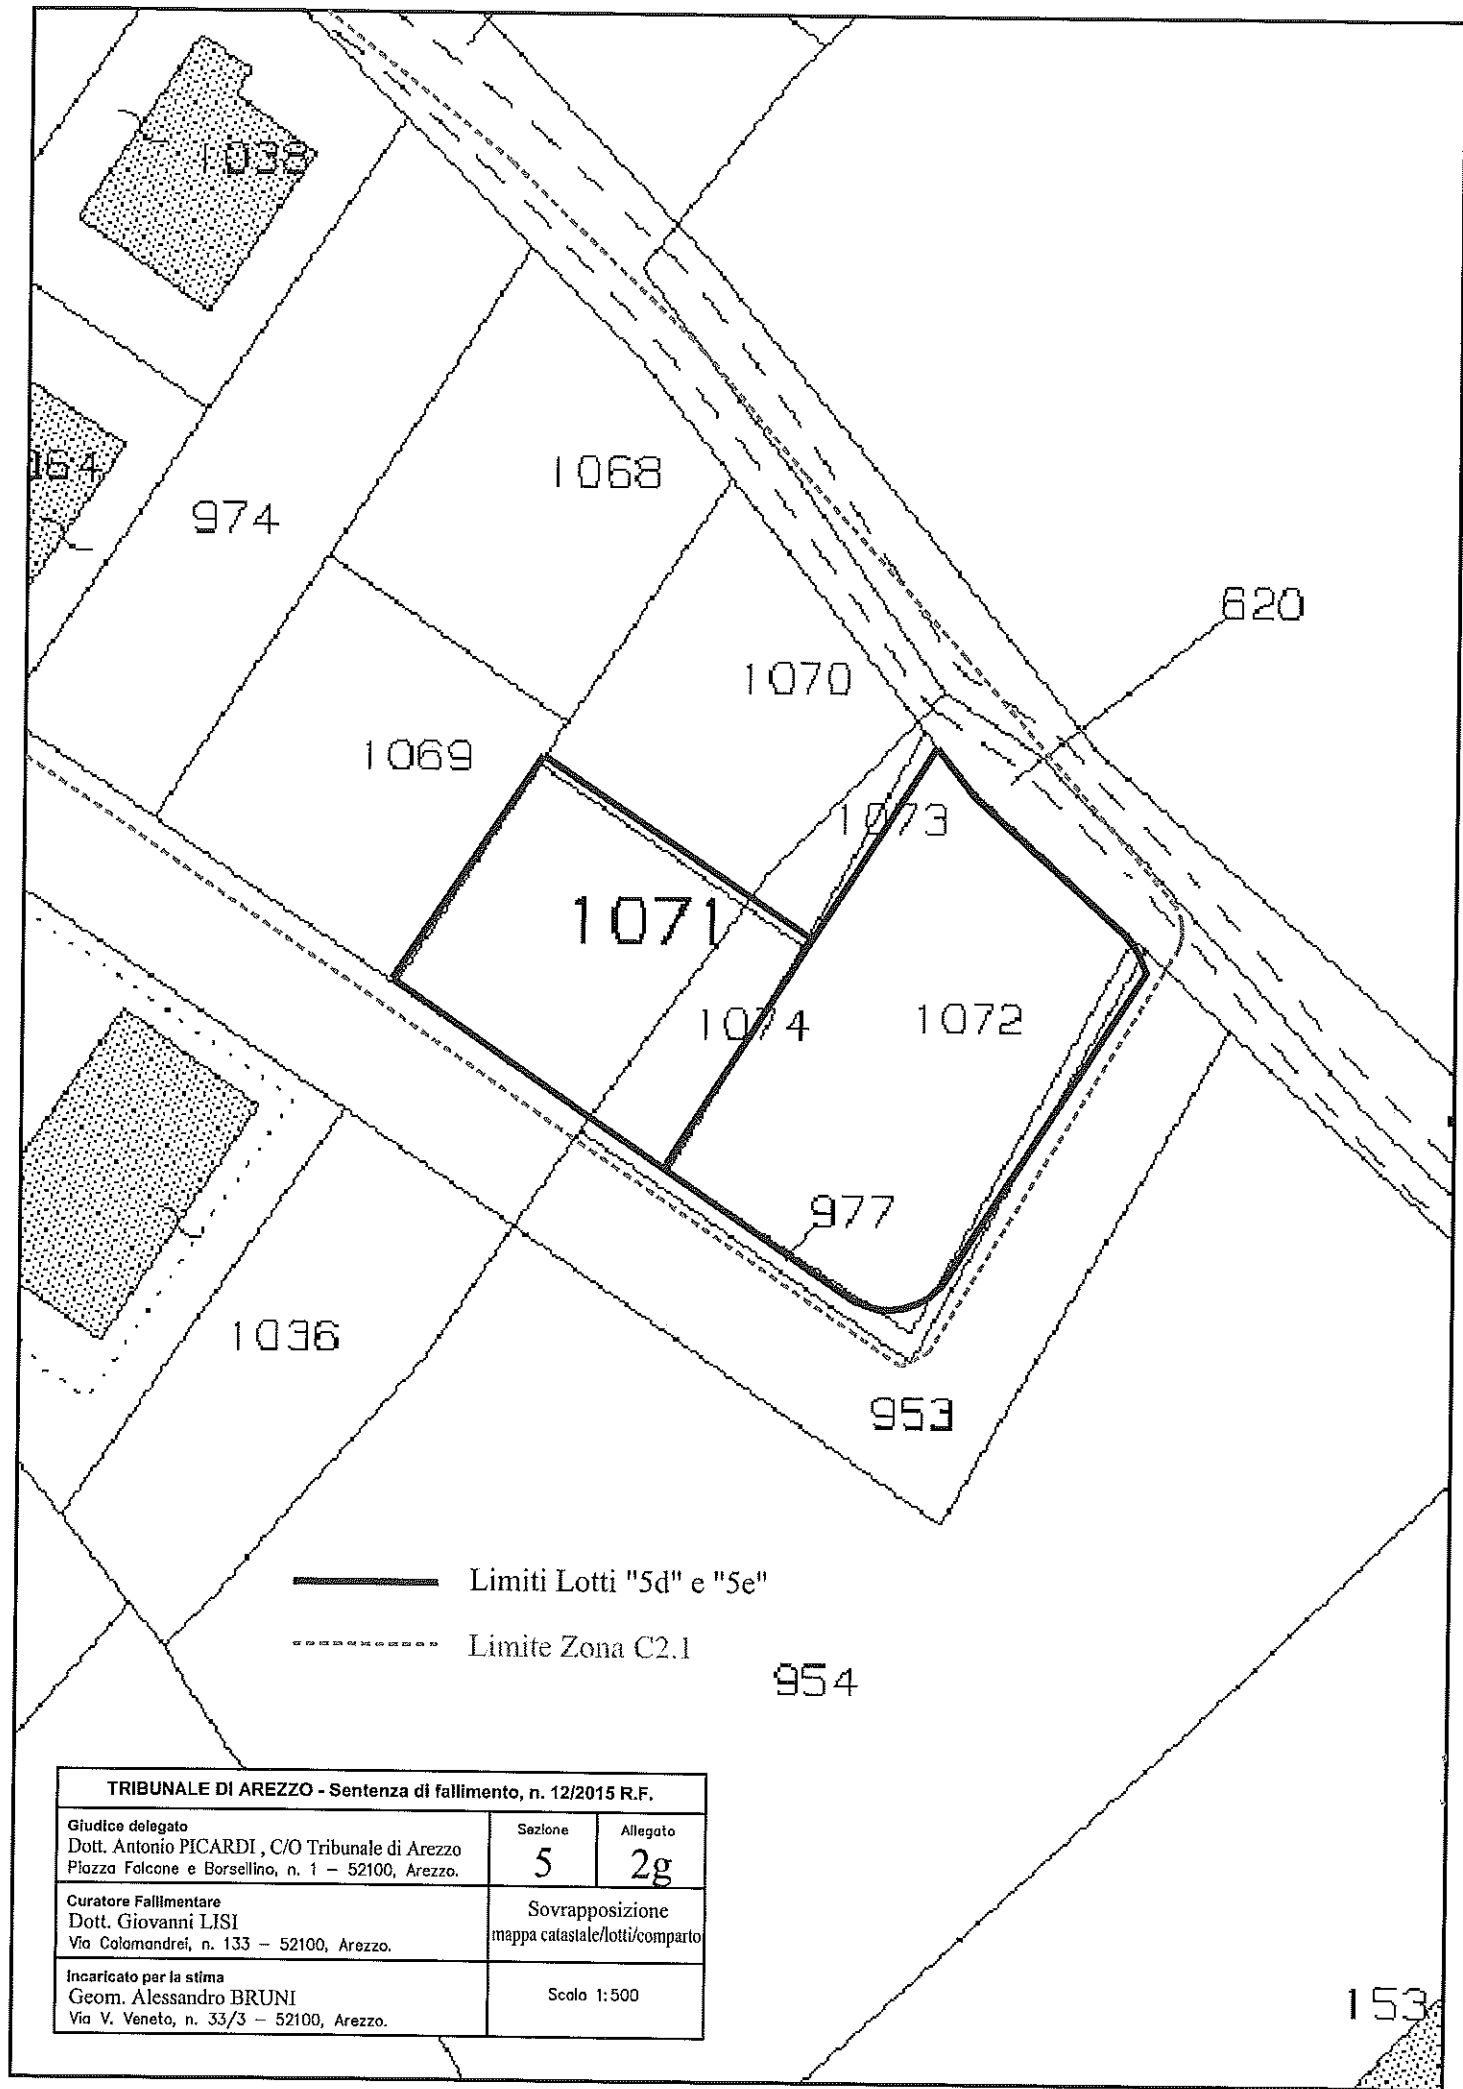 1038
1068
964
974
620
1070
1069
1073
1071
1074
1072
977
1036
953
Limiti Lotti "5d" e "5e"
Limite Zona C2.1
954
TRIBUNALE DI AREZZO - Sentenza di fallimento, n. 12/2015 R.F.
Giudice delegato
Dott. Antonio PICARDI , C/O Tribunale di Arezzo
Piazza Falcone e Borsellino, n. 1 – 52100, Arezzo.
Sezione
5
Allegato
2g
Curatore Fallimentare
Dott. Giovanni LISI
Via Calamandrei, n. 133 – 52100, Arezzo.
Sovrapposizione
mappa catastale/lotti/comparto
Incaricato per la stima
Geom. Alessandro BRUNI
Via V. Veneto, n. 33/3 – 52100, Arezzo.
Scala 1:500
153